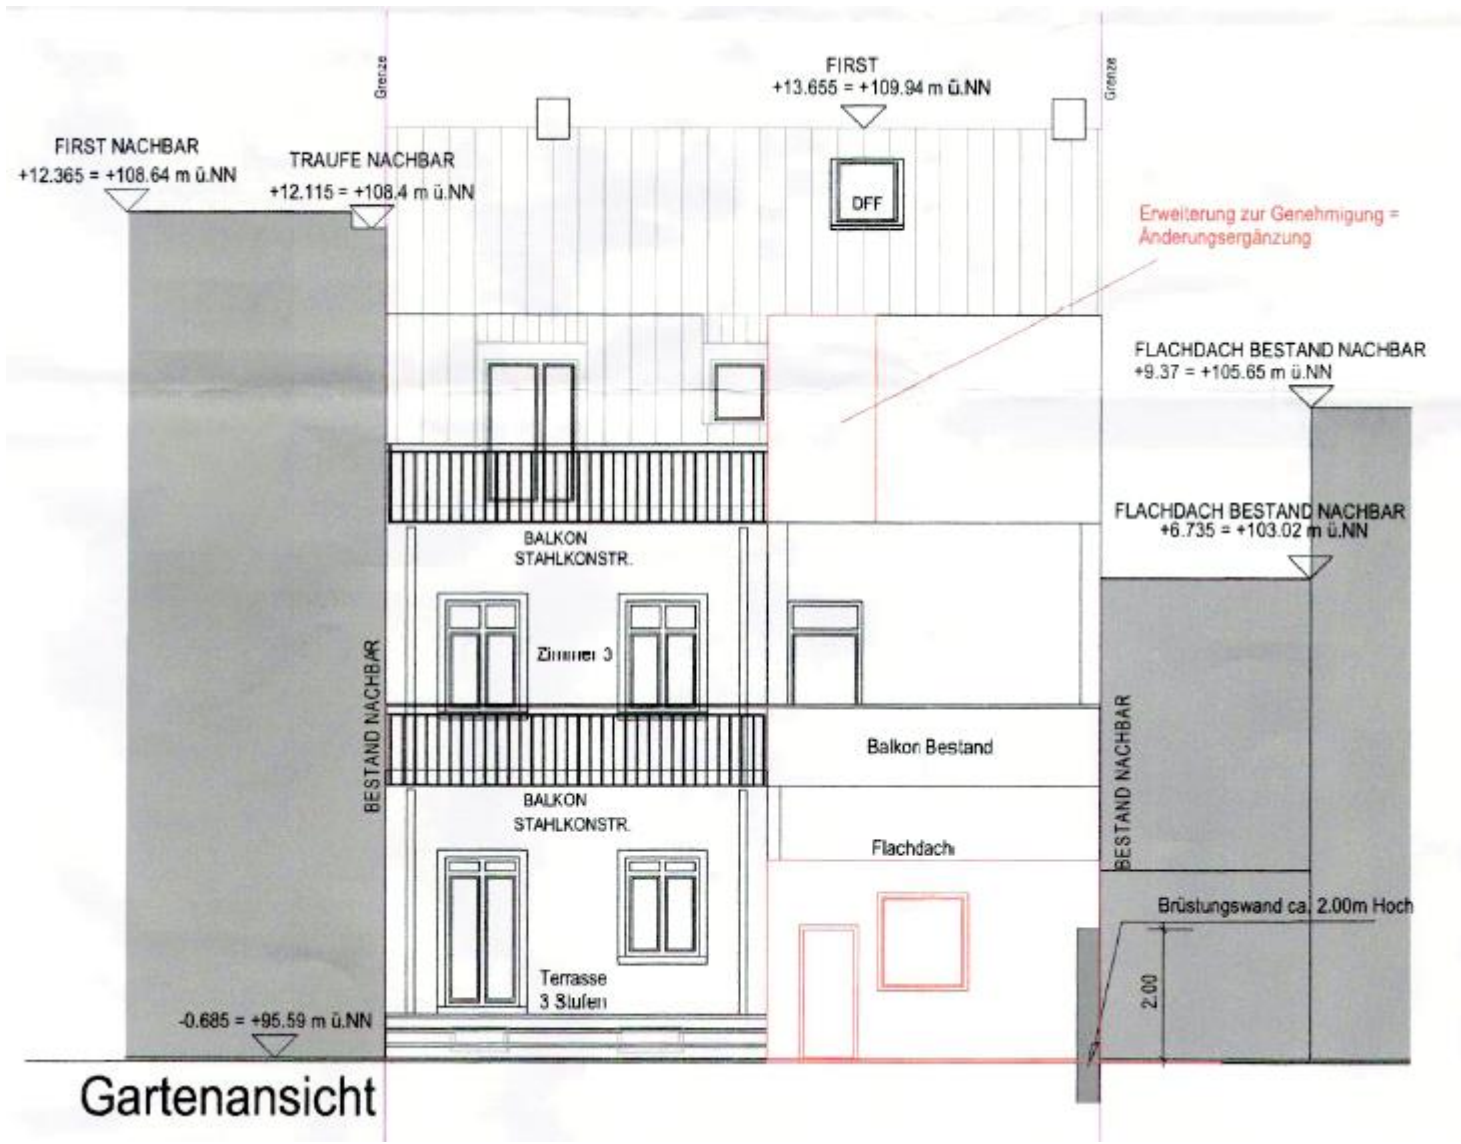 Grenze
FIRST
+13.655 = +109.94 m ü.NN
Grenze
FIRST NACHBAR
+12.365 = +108.64 m ü.NN
TRAUFE NACHBAR
+12.115 = +108.4 m ü.NN
DFF
Erweiterung zur Genehmigung =
Änderungsergänzung
FLACHDACH BESTAND NACHBAR
+9.37 = +105.65 m ü.NN
FLACHDACH BESTAND NACHBAR
+6.735 = +103.02 m ü.NN
BALKON
STAHLKONSTR.
Zimmer 3
BESTAND NACHBAR
Balkon Bestand
BESTAND NACHBAR
BALKON
STAHLKONSTR.
Flachdach
Brüstungswand ca. 2.00m Hoch
2.00
Terrasse
3 Stufen
-0.685 = +95.59 m ü.NN
Gartenansicht